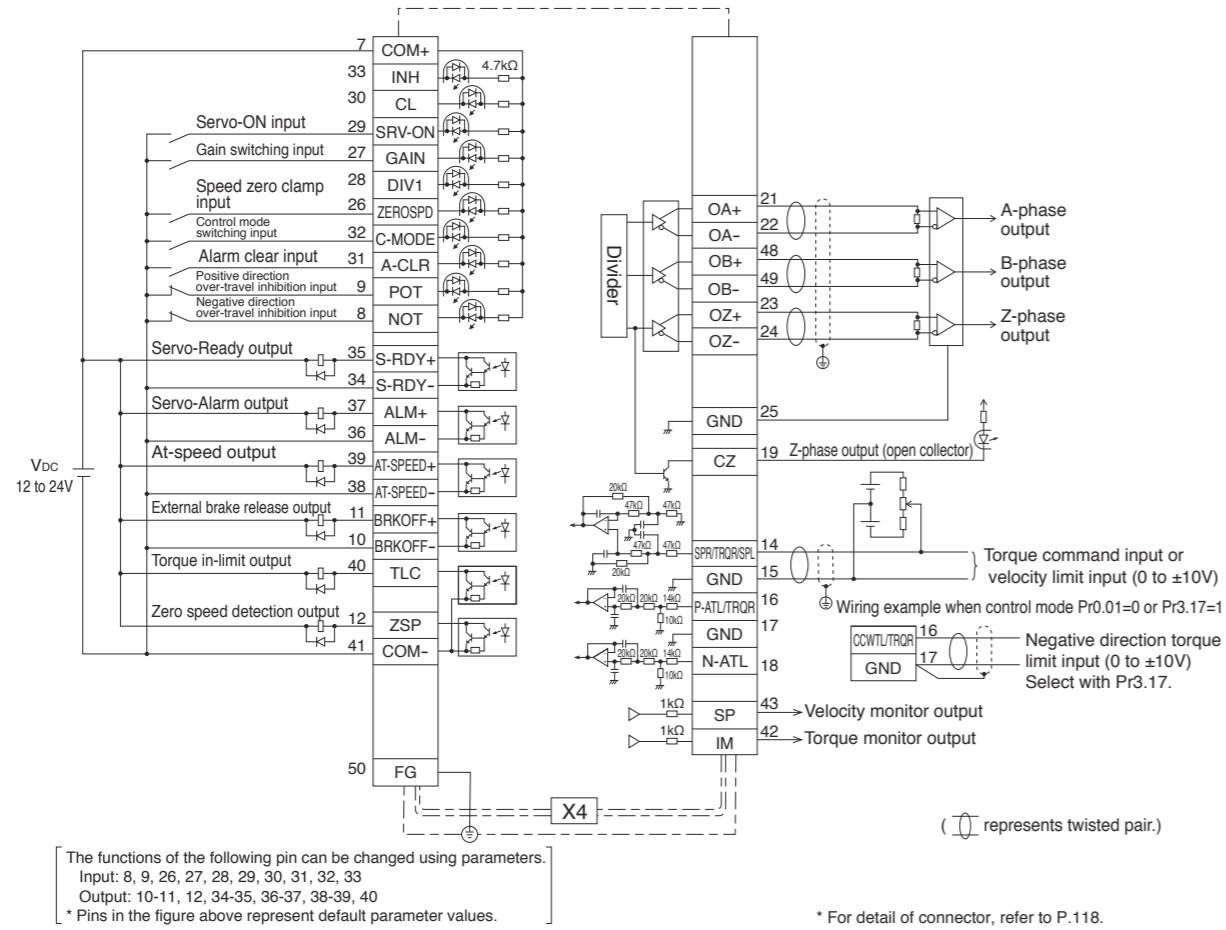 7 COM+
33 INH 4.7kΩ
30 CL
Servo-ON input 29 SRV-ON
Gain switching input 27 GAIN
28 DIV1
Speed zero clamp
input 26 ZEROSPD
Control mode
switching input 32 C-MODE
Alarm clear input 31 A-CLR
Positive direction
over-travel inhibition input 9 POT
Negative direction
over-travel inhibition input 8 NOT
Servo-Ready output 35 S-RDY+
34 S-RDY−
Servo-Alarm output 37 ALM+
36 ALM−
At-speed output 39 AT-SPEED+
38 AT-SPEED−
External brake release output 11 BRKOFF+
10 BRKOFF−
Torque in-limit output 40 TLC
Zero speed detection output 12 ZSP
41 COM−
VDC
12 to 24V
50 FG
X4
Divider
OA+ 21
OA− 22
A-phase
output
OB+ 48
OB− 49
B-phase
output
OZ+ 23
OZ− 24
Z-phase
output
GND 25
CZ 19 Z-phase output (open collector)
20kΩ
47kΩ 47kΩ
47kΩ 47kΩ
20kΩ
SPR/TRQR/SPL 14
GND 15
Torque command input or
velocity limit input (0 to ±10V)
20kΩ 20kΩ 14kΩ
10kΩ
P-ATL/TRQR 16
GND 17
20kΩ 20kΩ 14kΩ
10kΩ
N-ATL 18
Wiring example when control mode Pr0.01=0 or Pr3.17=1
CCWTL/TRQR 16
GND 17
Negative direction torque
limit input (0 to ±10V)
Select with Pr3.17.
1kΩ SP 43 Velocity monitor output
1kΩ IM 42 Torque monitor output
( represents twisted pair.)
The functions of the following pin can be changed using parameters.
Input: 8, 9, 26, 27, 28, 29, 30, 31, 32, 33
Output: 10-11, 12, 34-35, 36-37, 38-39, 40
* Pins in the figure above represent default parameter values.
* For detail of connector, refer to P.118.